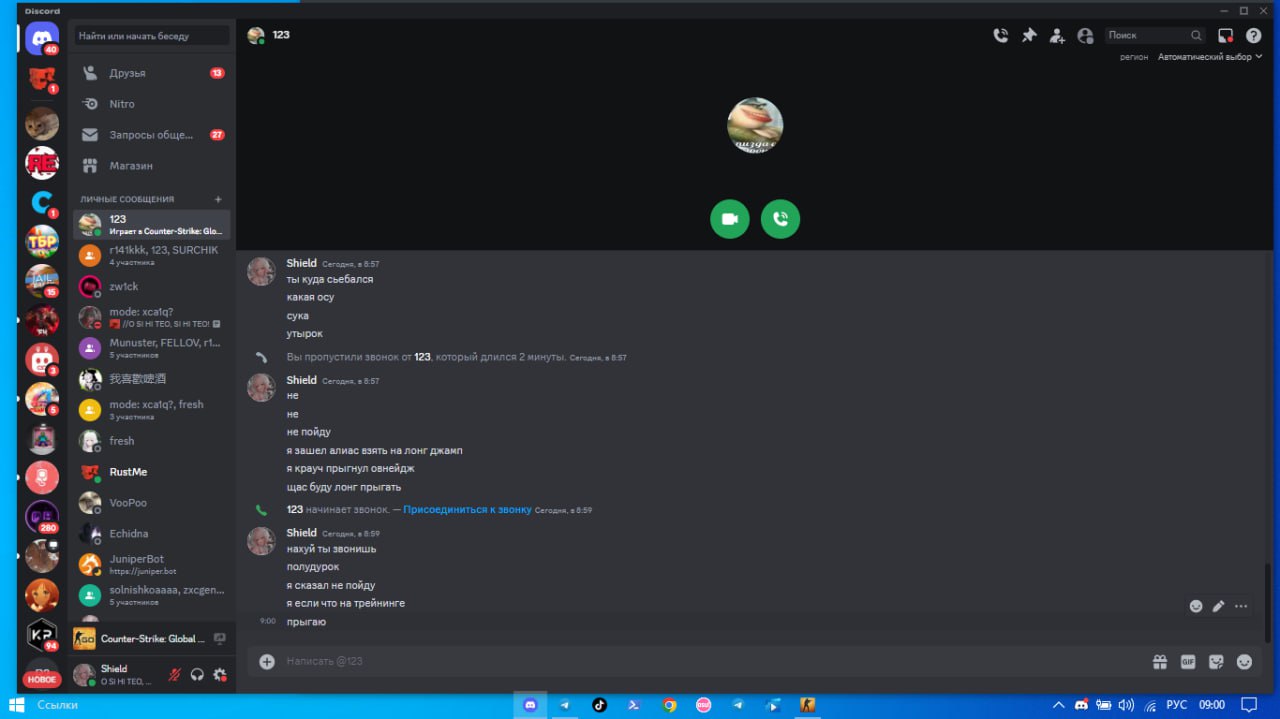 Discord
40
Найти или начать беседу
123
Поиск
регион Автоматический выбор
1
Друзья 13
Nitro
Запросы обще... 27
Магазин
ЛИЧНЫЕ СООБЩЕНИЯ +
123
Играет в Counter-Strike: Glo...
r141kkk, 123, SURCHIK
4 участника
zw1ck
mode: xca1q?
//O SI HI TEO, SI HI TEO!
Munuster, FELLOV, r1...
5 участников
我喜歡啤酒
mode: xca1q?, fresh
3 участника
fresh
RustMe
VooPoo
Echidna
JuniperBot
https://juniper.bot
solnishkoaaaa, zxcgen...
5 участников
Counter-Strike: Global ...
Shield
O SI HI TEO, ...
RE
1
ТБР
JAIL
15
3
5
280
KP
94
НОВОЕ
Shield Сегодня, в 8:57
ты куда сьебался
какая осу
сука
утырок
Вы пропустили звонок от 123, который длился 2 минуты. Сегодня, в 8:57
Shield Сегодня, в 8:57
не
не
не пойду
я зашел алиас взять на лонг джамп
я крауч прыгнул овнейдж
щас буду лонг прыгать
123 начинает звонок. — Присоединиться к звонку Сегодня, в 8:59
Shield Сегодня, в 8:59
нахуй ты звонишь
полудурок
я сказал не пойду
я если что на трейнинге
9:00 прыгаю
Написать @123
GIF
Ссылки
РУС 09:00